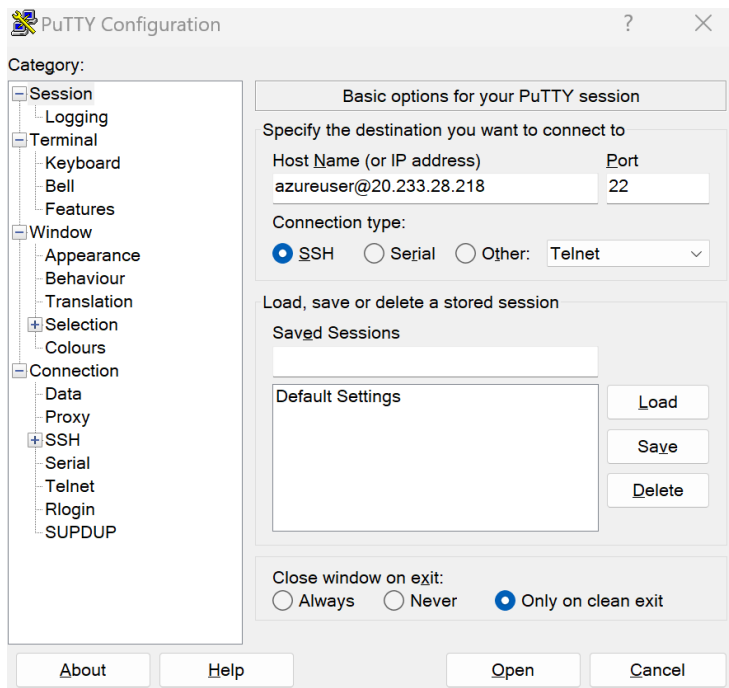 PuTTY Configuration ?
Category:
Session
Logging
Terminal
Keyboard
Bell
Features
Window
Appearance
Behaviour
Translation
Selection
Colours
Connection
Data
Proxy
SSH
Serial
Telnet
Rlogin
SUPDUP
Basic options for your PuTTY session
Specify the destination you want to connect to
Host Name (or IP address) Port
azureuser@20.233.28.218 22
Connection type:
SSH Serial Other: Telnet
Load, save or delete a stored session
Saved Sessions
Default Settings
Load
Save
Delete
Close window on exit:
Always Never Only on clean exit
About Help Open Cancel